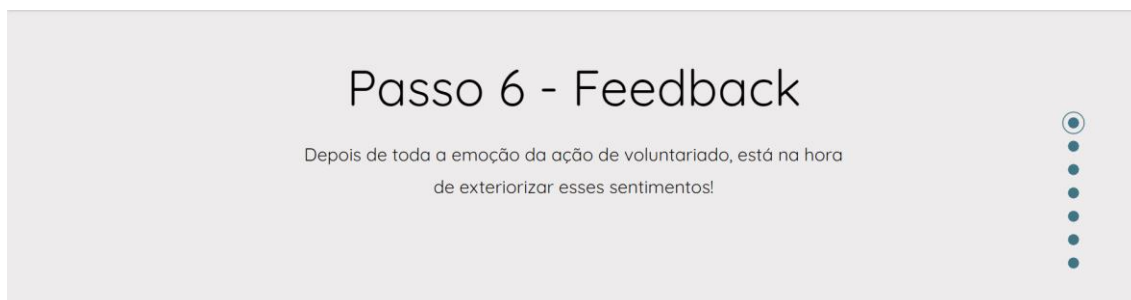 Passo 6 - Feedback
Depois de toda a emoção da ação de voluntariado, está na hora
de exteriorizar esses sentimentos!